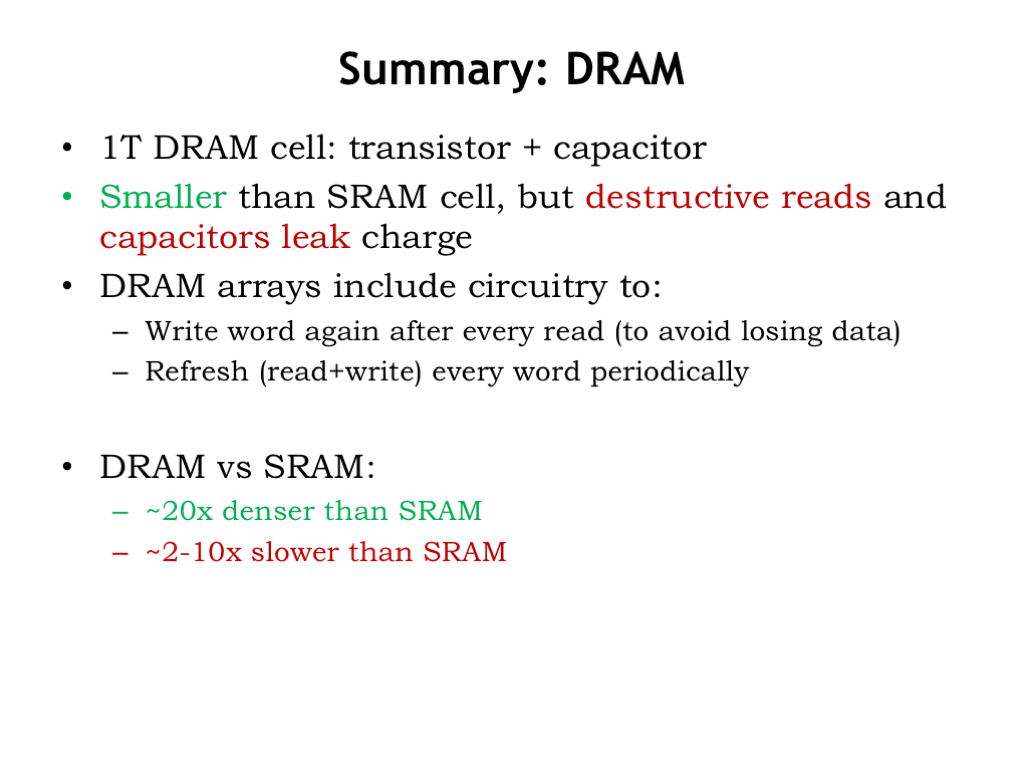 Summary: DRAM
• 1T DRAM cell: transistor + capacitor
• Smaller than SRAM cell, but destructive reads and
capacitors leak charge
• DRAM arrays include circuitry to:
– Write word again after every read (to avoid losing data)
– Refresh (read+write) every word periodically
• DRAM vs SRAM:
– ~20x denser than SRAM
– ~2-10x slower than SRAM